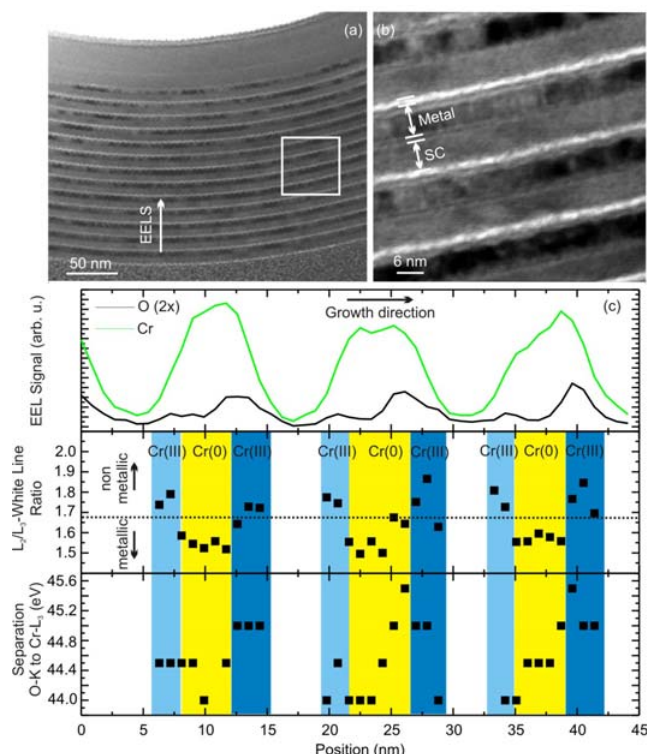 (a)
EELS
50 nm
(b)
Metal
SC
6 nm
(c)
O (2x)
Cr
Growth direction
EEL Signal (arb. u.)
Cr(III) Cr(0) Cr(III) Cr(III) Cr(0) Cr(III) Cr(III) Cr(0) Cr(III)
L₂/L₃-White Line
Ratio
non
metallic
metallic
2.0
1.9
1.8
1.7
1.6
1.5
Separation
O-K to Cr-L₃ (eV)
45.6
45.2
44.8
44.4
44.0
0 5 10 15 20 25 30 35 40 45
Position (nm)